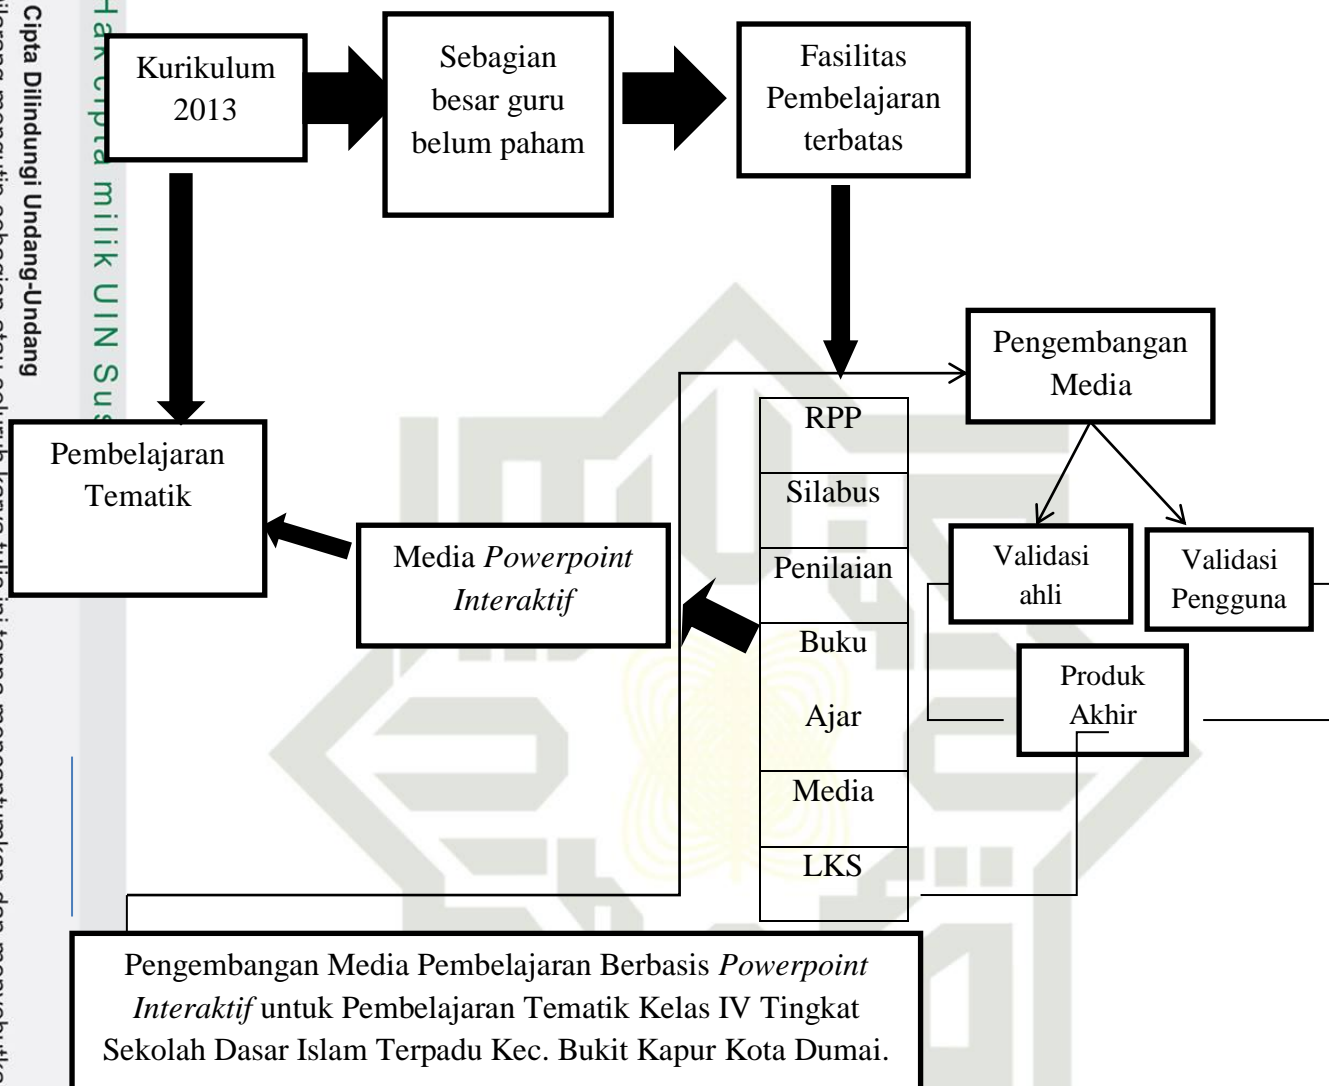 Cipta Dilindungi Undang-Undang
Hak cipta milik UIN Sus
Kurikulum
2013
Sebagian
besar guru
belum paham
Fasilitas
Pembelajaran
terbatas
Pembelajaran
Tematik
Media Powerpoint
Interaktif
RPP
Silabus
Penilaian
Buku
Ajar
Media
LKS
Pengembangan
Media
Validasi
ahli
Validasi
Pengguna
Produk
Akhir
Pengembangan Media Pembelajaran Berbasis Powerpoint
Interaktif untuk Pembelajaran Tematik Kelas IV Tingkat
Sekolah Dasar Islam Terpadu Kec. Bukit Kapur Kota Dumai.